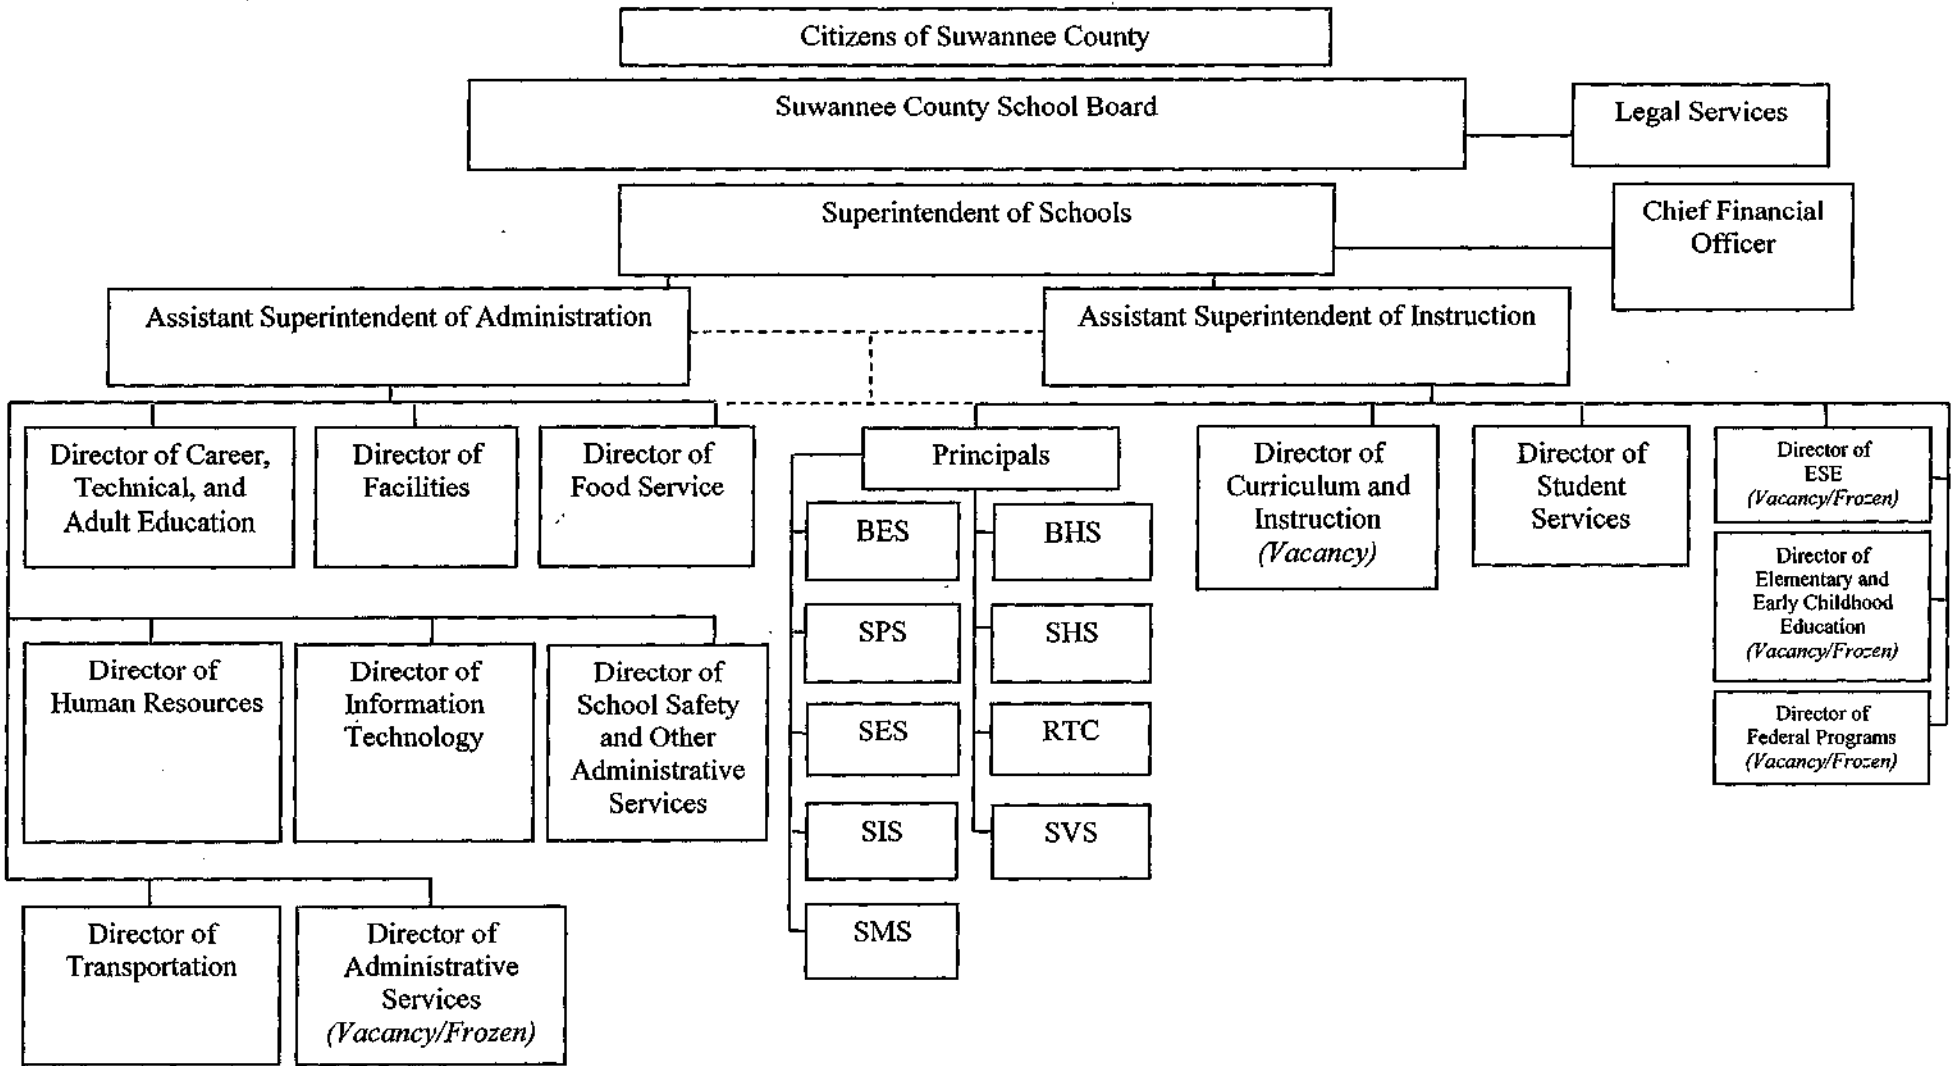 Citizens of Suwannee County
Suwannee County School Board
Legal Services
Superintendent of Schools
Chief Financial
Officer
Assistant Superintendent of Administration
Assistant Superintendent of Instruction
Director of Career,
Technical, and
Adult Education
Director of
Facilities
Director of
Food Service
Principals
BES
BHS
SPS
SHS
SES
RTC
SIS
SVS
SMS
Director of
Curriculum and
Instruction
(Vacancy)
Director of
Student
Services
Director of
ESE
(Vacancy/Frozen)
Director of
Elementary and
Early Childhood
Education
(Vacancy/Frozen)
Director of
Federal Programs
(Vacancy/Frozen)
Director of
Human Resources
Director of
Information
Technology
Director of
School Safety
and Other
Administrative
Services
Director of
Transportation
Director of
Administrative
Services
(Vacancy/Frozen)